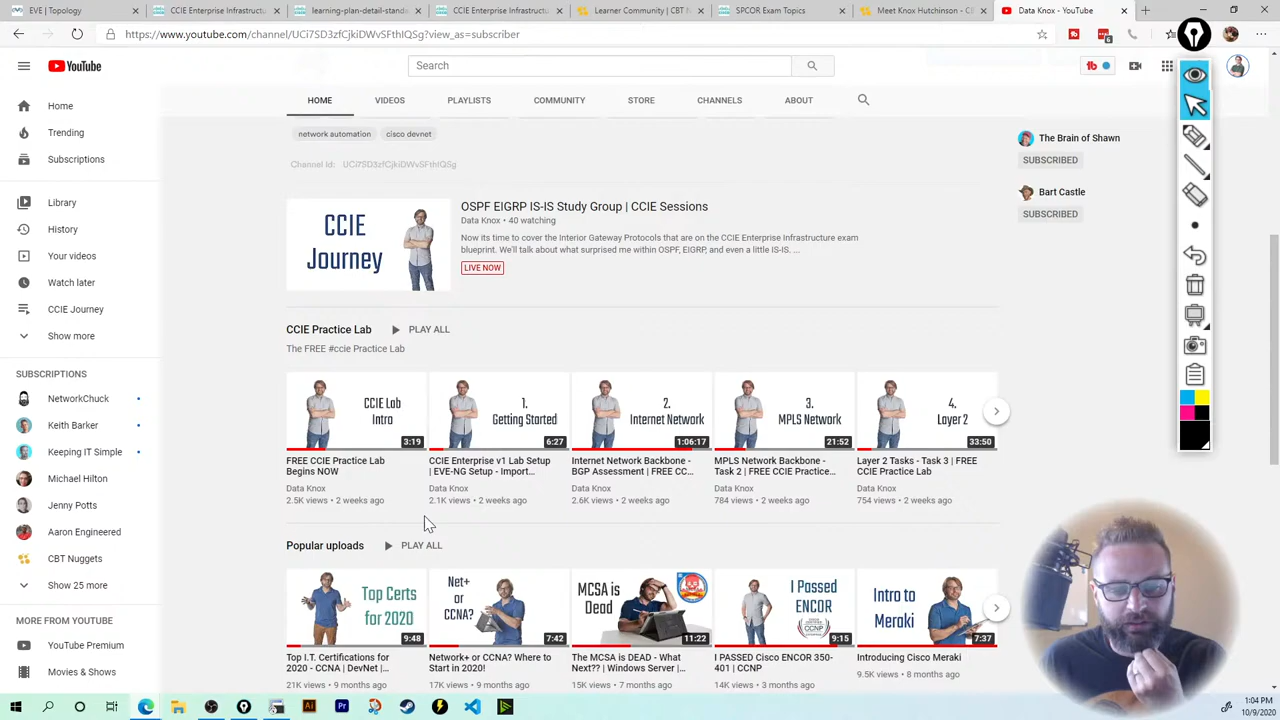 EVE | Topology
CCIE Enterprise Infrastructu
learning-plan-detail-standa
CCIE Enterprise Infrastructu
Learner Community | CBT N
SPCOR Exam Topics
Meet Knox Hutchinson - CI
Data Knox - YouTube
https://www.youtube.com/channel/UCi7SD3zfCjkiDWvSFthIQSg?view_as=subscriber
6
YouTube
Search
tb
Home
Trending
Subscriptions
Library
History
Your videos
Watch later
CCIE Journey
Show more
SUBSCRIPTIONS
NetworkChuck
Keith Barker
Keeping IT Simple
Michael Hilton
Jenny Potts
Aaron Engineered
CBT Nuggets
Show 25 more
MORE FROM YOUTUBE
YouTube Premium
Movies & Shows
HOME
VIDEOS
PLAYLISTS
COMMUNITY
STORE
CHANNELS
ABOUT
network automation
cisco devnet
Channel Id: UCi7SD3zfCjkiDWvSFthIQSg
CCIE
Journey
OSPF EIGRP IS-IS Study Group | CCIE Sessions
Data Knox • 40 watching
Now its time to cover the Interior Gateway Protocols that are on the CCIE Enterprise Infrastructure exam
blueprint. We'll talk about what surprised me within OSPF, EIGRP, and even a little IS-IS. ...
LIVE NOW
The Brain of Shawn
SUBSCRIBED
Bart Castle
SUBSCRIBED
CCIE Practice Lab
PLAY ALL
The FREE #ccie Practice Lab
CCIE Lab
Intro
3:19
FREE CCIE Practice Lab
Begins NOW
Data Knox
2.5K views • 2 weeks ago
1.
Getting Started
6:27
CCIE Enterprise v1 Lab Setup
| EVE-NG Setup - Import...
Data Knox
2.1K views • 2 weeks ago
2.
Internet Network
1:06:17
Internet Network Backbone -
BGP Assessment | FREE CC...
Data Knox
2.6K views • 2 weeks ago
3.
MPLS Network
21:52
MPLS Network Backbone -
Task 2 | FREE CCIE Practice...
Data Knox
784 views • 2 weeks ago
4.
Layer 2
33:50
Layer 2 Tasks - Task 3 | FREE
CCIE Practice Lab
Data Knox
754 views • 2 weeks ago
Popular uploads
PLAY ALL
Top Certs
for 2020
9:48
Top I.T. Certifications for
2020 - CCNA | DevNet |...
21K views • 9 months ago
Net+
or
CCNA?
7:42
Network+ or CCNA? Where to
Start in 2020!
17K views • 9 months ago
MCSA is
Dead
11:22
The MCSA is DEAD - What
Next?? | Windows Server |...
15K views • 7 months ago
I Passed
ENCOR
9:15
I PASSED Cisco ENCOR 350-
401 | CCNP
14K views • 3 months ago
Intro to
Meraki
7:37
Introducing Cisco Meraki
9.5K views • 8 months ago
Ai
Pr
1:04 PM
10/9/2020